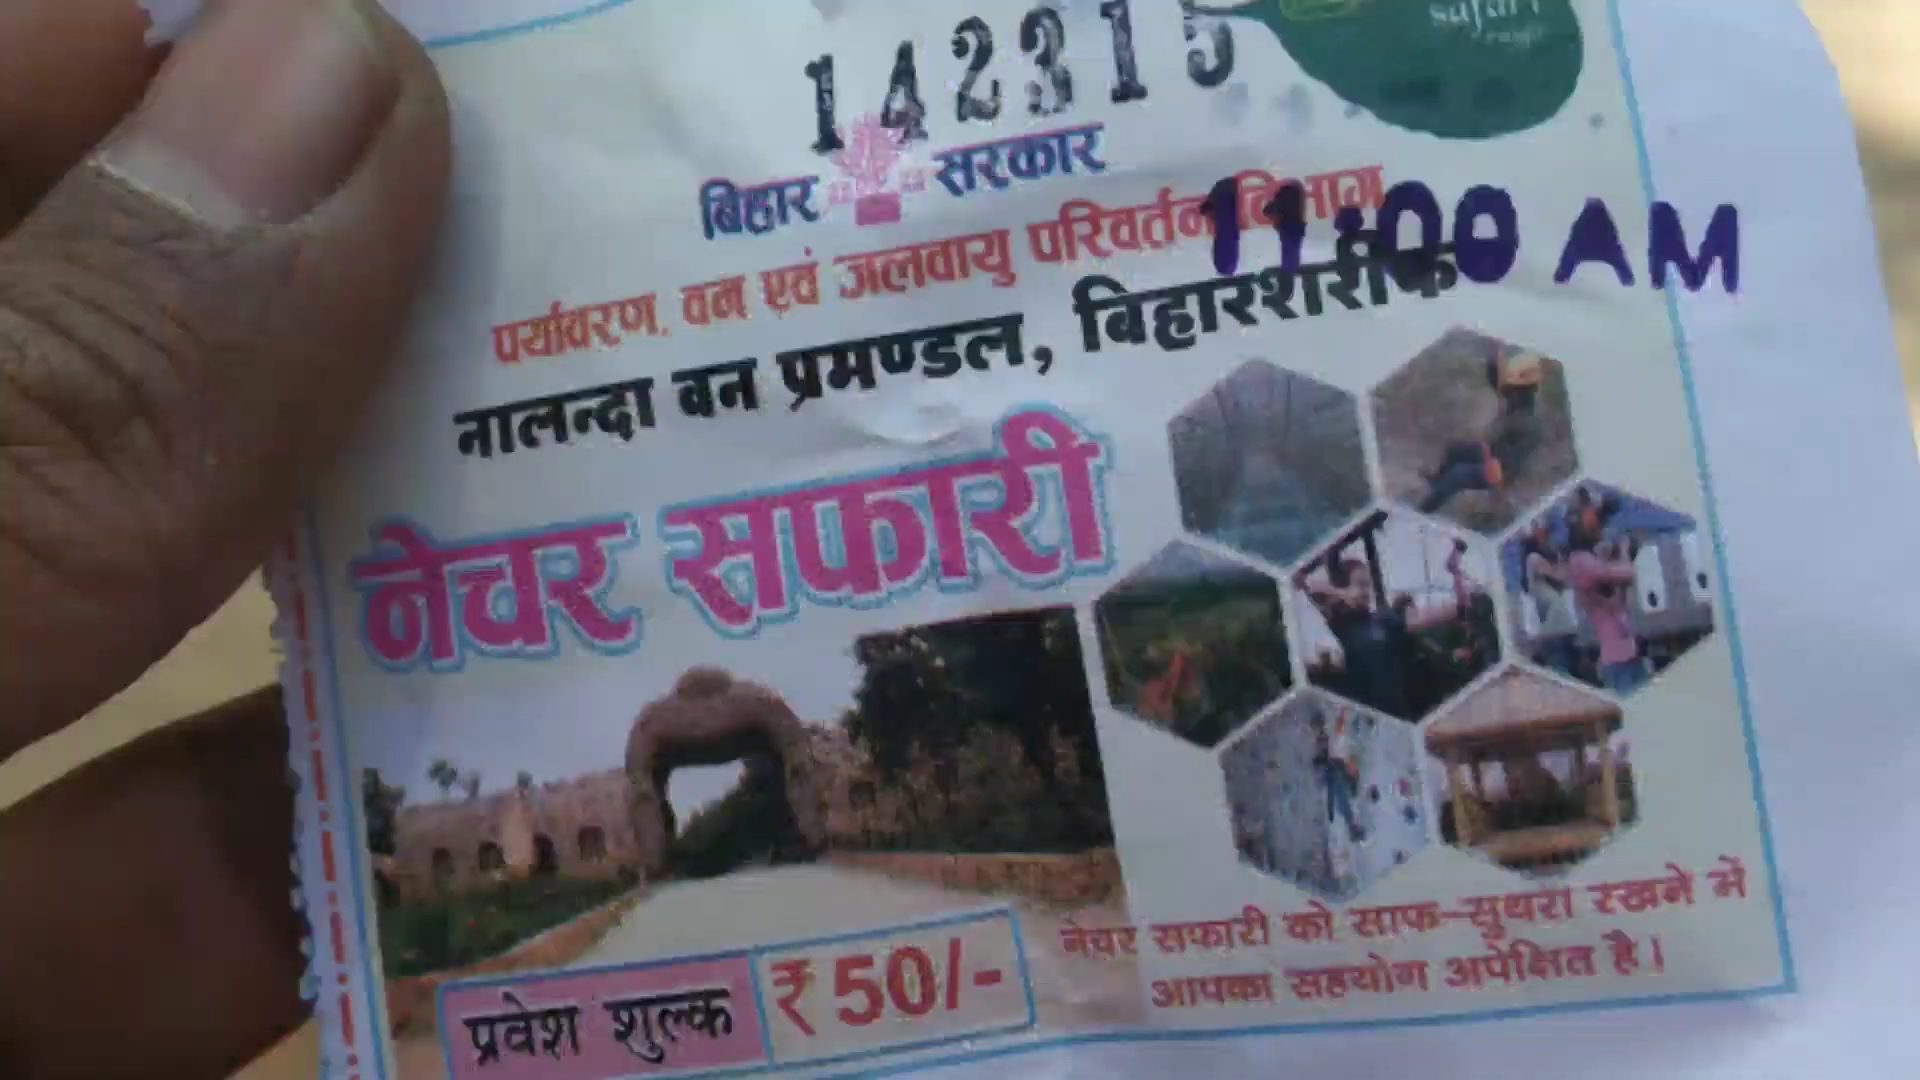 safari
142315
बिहार सरकार
पर्यावरण, वन एवं जलवायु परिवर्तन विभाग
11:00 AM
नालन्दा वन प्रमण्डल, बिहारशरीफ
नेचर सफारी
नेचर सफारी को साफ-सुथरा रखने में
आपका सहयोग अपेक्षित है।
प्रवेश शुल्क ₹50/-